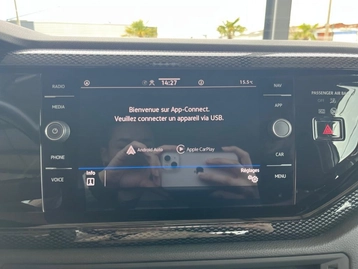 RADIO
14:27
15.5°C
NAV
MEDIA
APP
PASSENGER AIR BAG
Bienvenue sur App-Connect.
Veuillez connecter un appareil via USB.
PHONE
Android Auto
Apple CarPlay
CAR
VOICE
Info
Réglages
MENU